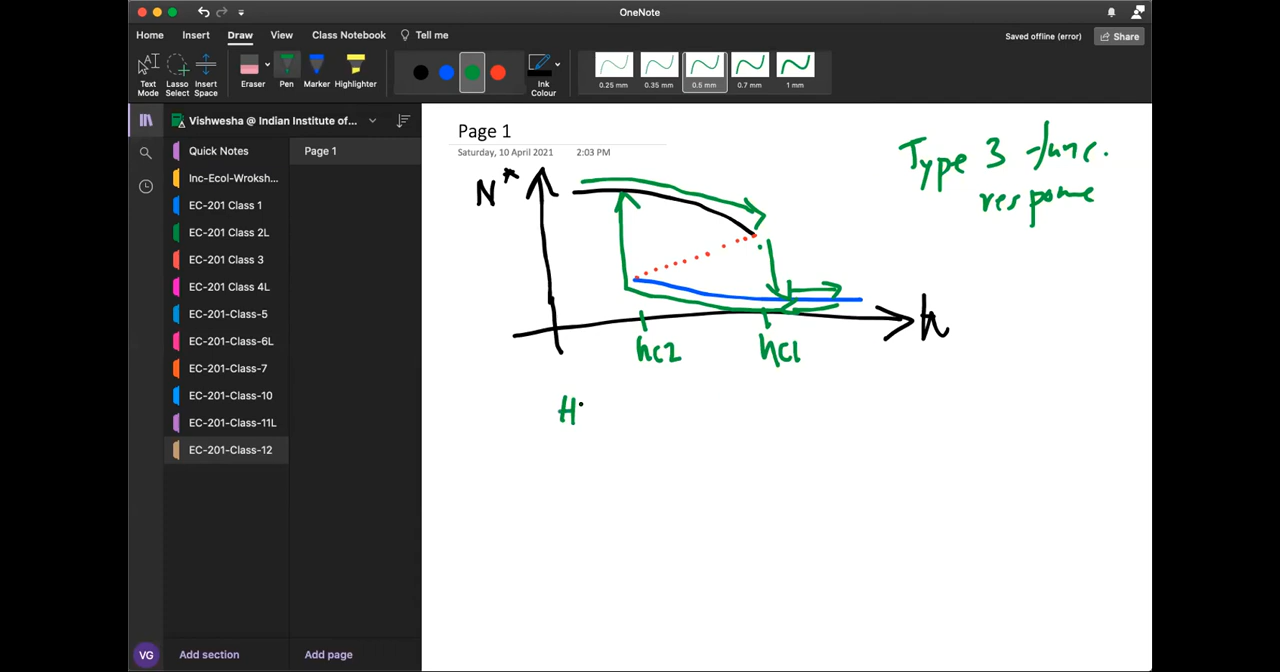 OneNote
Home Insert Draw View Class Notebook Tell me
Saved offline (error) Share
Text Mode
Lasso Select
Insert Space
Eraser
Pen
Marker
Highlighter
Ink Colour
0.25 mm
0.35 mm
0.5 mm
0.7 mm
1 mm
Vishwesha @ Indian Institute of...
Quick Notes
Inc-Ecol-Wroksh...
EC-201 Class 1
EC-201 Class 2L
EC-201 Class 3
EC-201 Class 4L
EC-201-Class-5
EC-201-Class-6L
EC-201-Class-7
EC-201-Class-10
EC-201-Class-11L
EC-201-Class-12
VG
Add section
Page 1
Add page
Page 1
Saturday, 10 April 2021 2:03 PM
Type 3 func.
response
N*
h
hc2
hc1
H